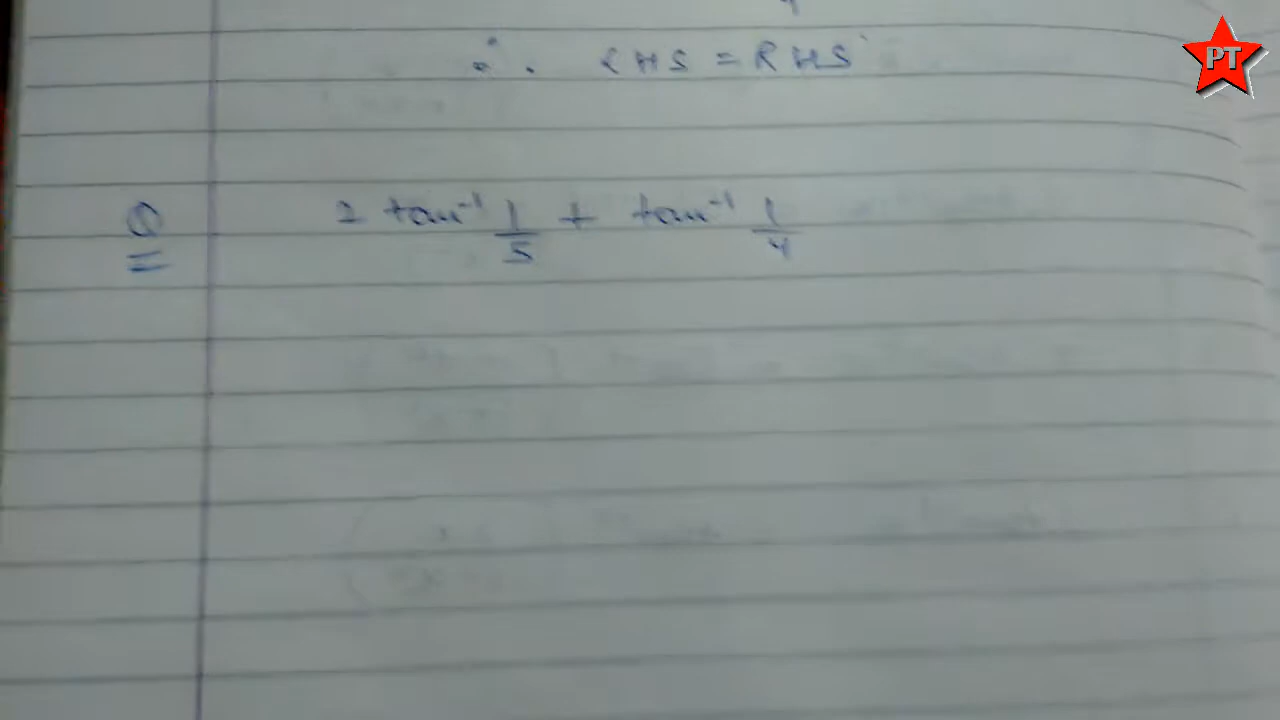 PT
∴ LHS = RHS
Q 2 tan⁻¹ 1/5 + tan⁻¹ 1/4